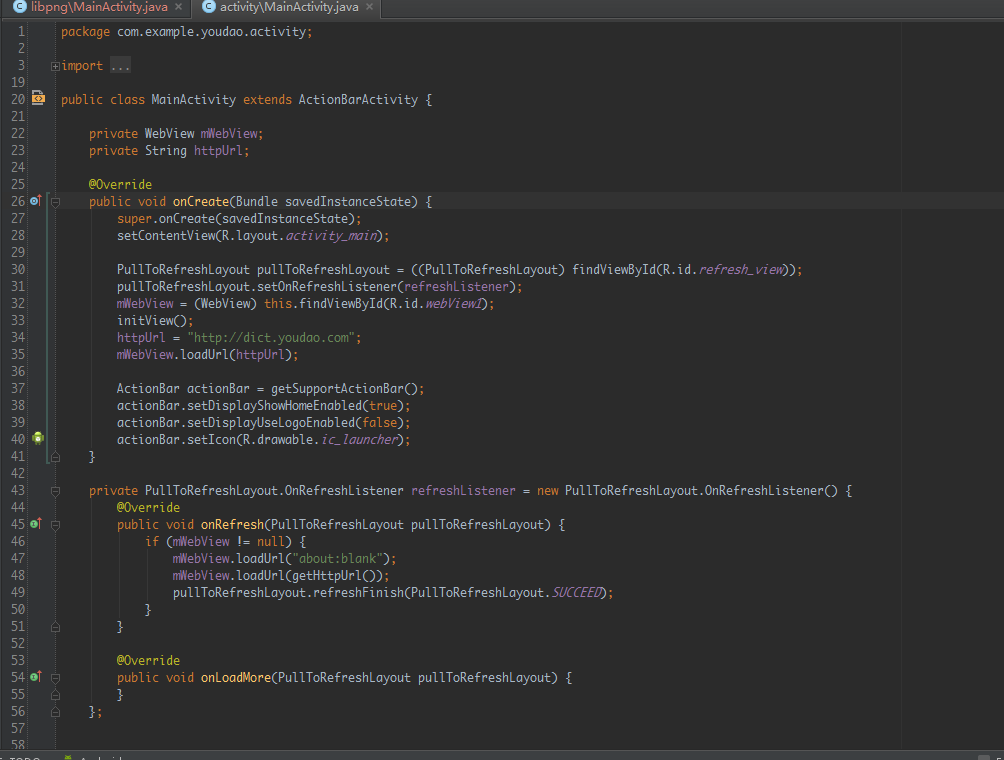 libpng\MainActivity.java × activity\MainActivity.java ×
1 package com.example.youdao.activity;
2
3 import ...
19
20 public class MainActivity extends ActionBarActivity {
21
22 private WebView mWebView;
23 private String httpUrl;
24
25 @Override
26 public void onCreate(Bundle savedInstanceState) {
27 super.onCreate(savedInstanceState);
28 setContentView(R.layout.activity_main);
29
30 PullToRefreshLayout pullToRefreshLayout = ((PullToRefreshLayout) findViewById(R.id.refresh_view));
31 pullToRefreshLayout.setOnRefreshListener(refreshListener);
32 mWebView = (WebView) this.findViewById(R.id.webView1);
33 initView();
34 httpUrl = "http://dict.youdao.com";
35 mWebView.loadUrl(httpUrl);
36
37 ActionBar actionBar = getSupportActionBar();
38 actionBar.setDisplayShowHomeEnabled(true);
39 actionBar.setDisplayUseLogoEnabled(false);
40 actionBar.setIcon(R.drawable.ic_launcher);
41 }
42
43 private PullToRefreshLayout.OnRefreshListener refreshListener = new PullToRefreshLayout.OnRefreshListener() {
44 @Override
45 public void onRefresh(PullToRefreshLayout pullToRefreshLayout) {
46 if (mWebView != null) {
47 mWebView.loadUrl("about:blank");
48 mWebView.loadUrl(getHttpUrl());
49 pullToRefreshLayout.refreshFinish(PullToRefreshLayout.SUCCEED);
50 }
51 }
52
53 @Override
54 public void onLoadMore(PullToRefreshLayout pullToRefreshLayout) {
55 }
56 };
57
58